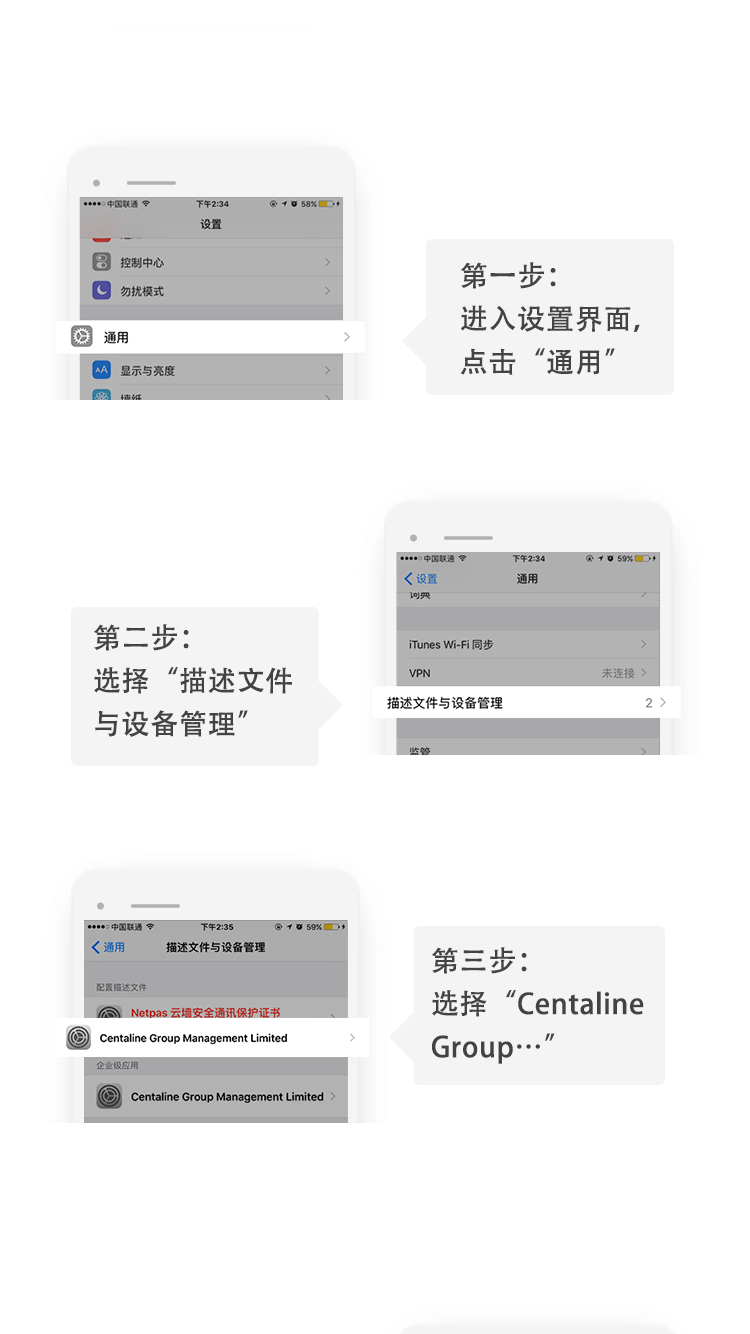 中国联通 下午2:34 58%
设置
控制中心
勿扰模式
通用
显示与亮度
墙纸
第一步：
进入设置界面，
点击“通用”
中国联通 下午2:34 59%
设置 通用
词典
iTunes Wi-Fi 同步
VPN 未连接
描述文件与设备管理 2
监管
第二步：
选择“描述文件
与设备管理”
中国联通 下午2:35 59%
通用 描述文件与设备管理
配置描述文件
Netpas 云墙安全通讯保护证书
Centaline Group Management Limited
企业级应用
Centaline Group Management Limited
第三步：
选择“Centaline
Group…”